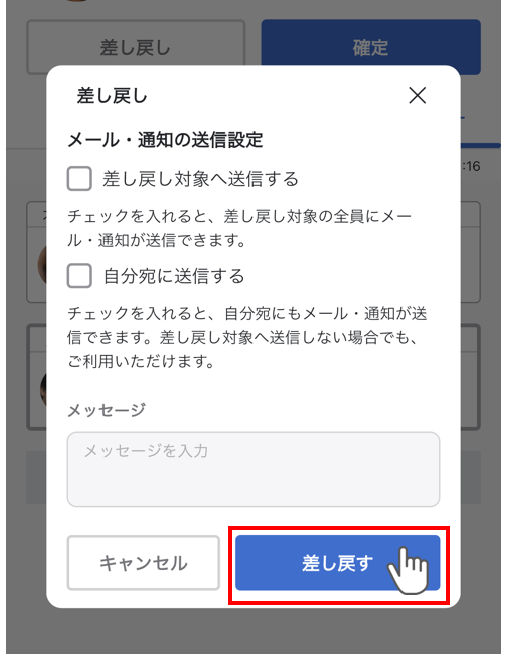 差し戻し
確定
:16
差し戻し
メール・通知の送信設定
差し戻し対象へ送信する
チェックを入れると、差し戻し対象の全員にメー
ル・通知が送信できます。
自分宛に送信する
チェックを入れると、自分宛にもメール・通知が送
信できます。差し戻し対象へ送信しない場合でも、
ご利用いただけます。
メッセージ
メッセージを入力
キャンセル
差し戻す